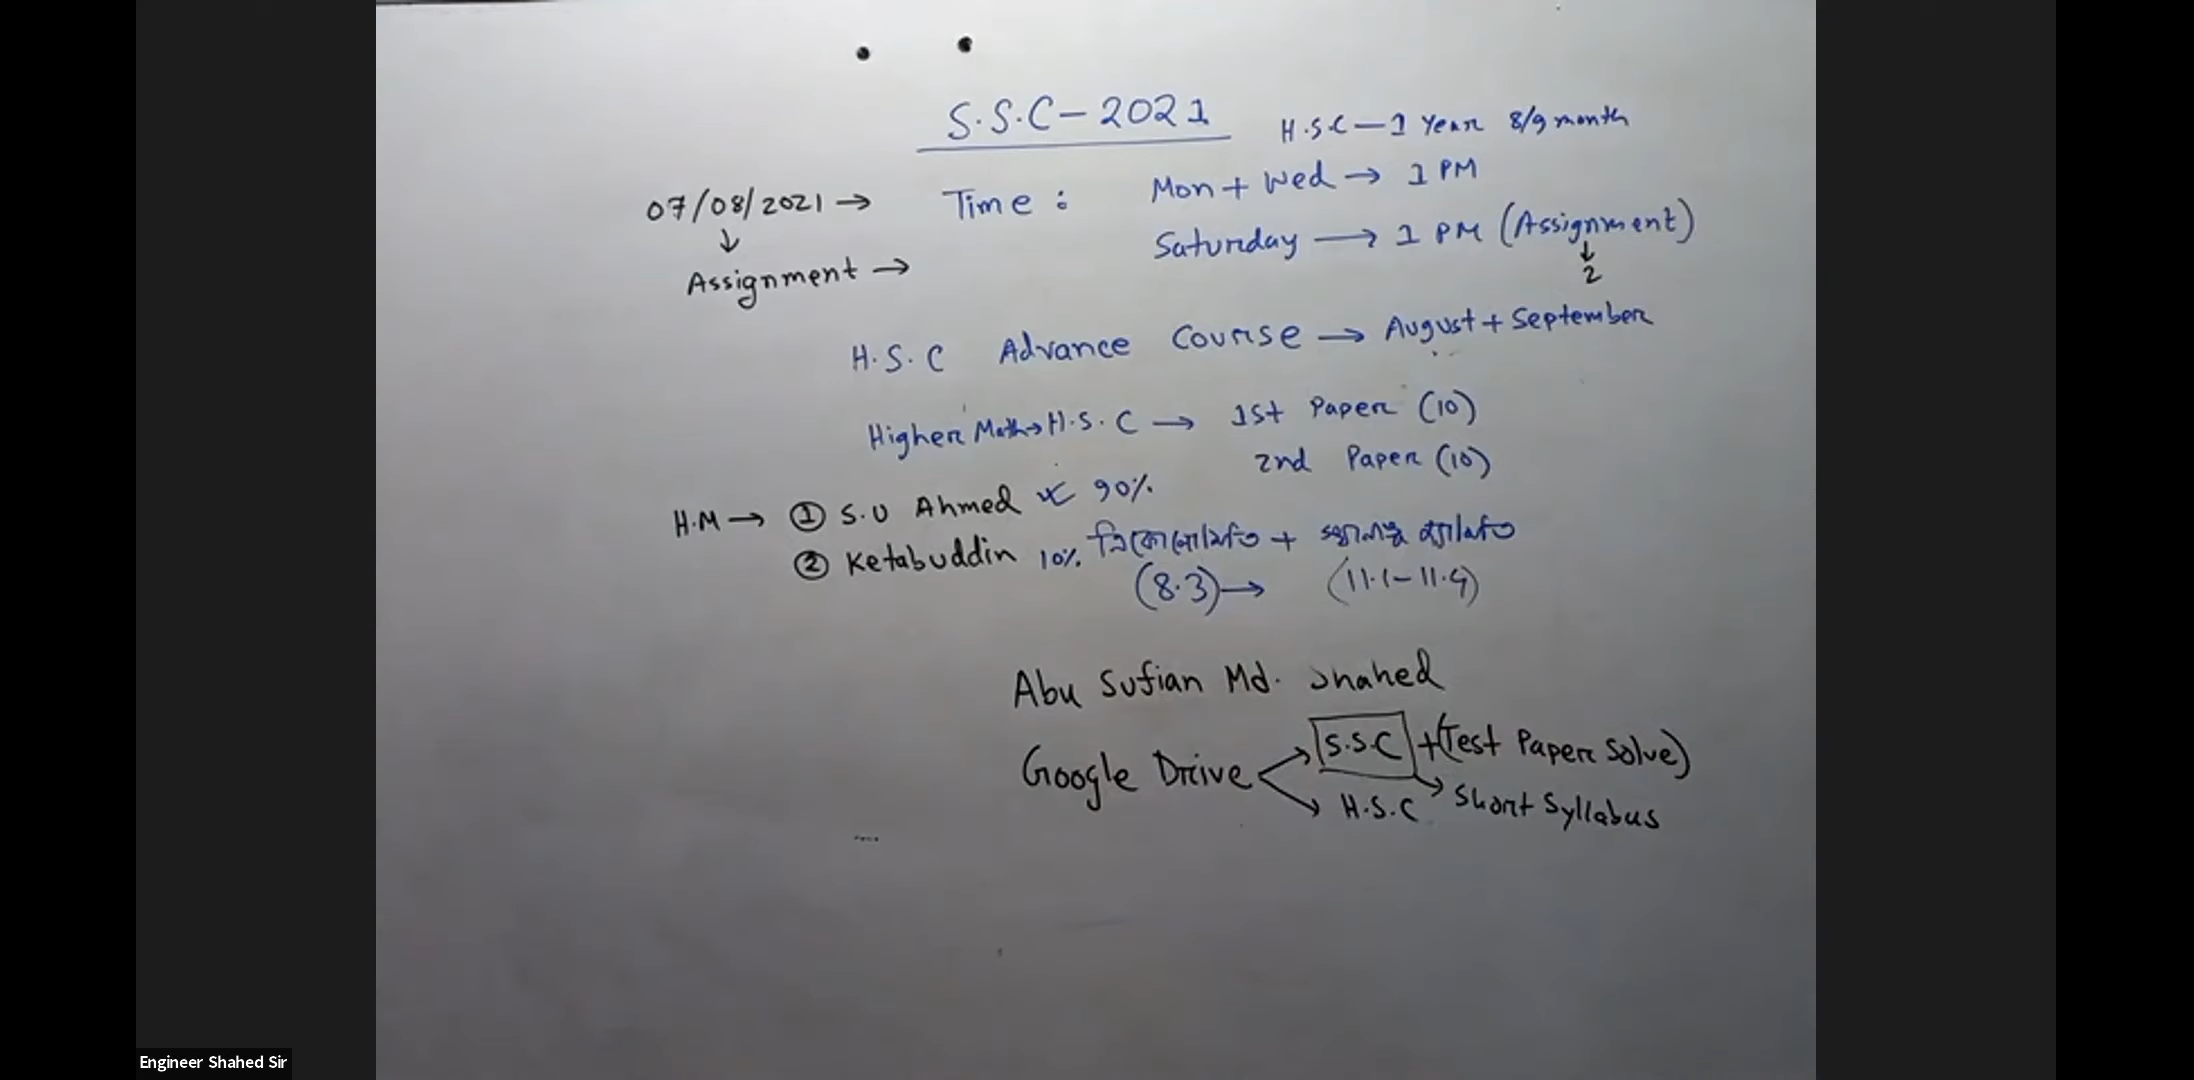 S.S.C - 2021
H.S.C - 1 Year 8/9 month
07/08/2021 → Time : Mon + Wed → 1 PM
↓
Assignment →
Saturday → 1 PM (Assignment)
↓
2
H.S.C Advance Course → August + September
Higher Math → H.S.C → 1st Paper (10)
2nd Paper (10)
H.M → ① S.U Ahmed 90%
② Ketabuddin 10% ত্রিকোণোমিতি + স্থানাঙ্ক জ্যামিতি
(8.3) → (11.1 - 11.4)
Abu Sufian Md. Shahed
Google Drive S.S.C + (Test Paper Solve)
→ Short Syllabus
H.S.C
Engineer Shahed Sir